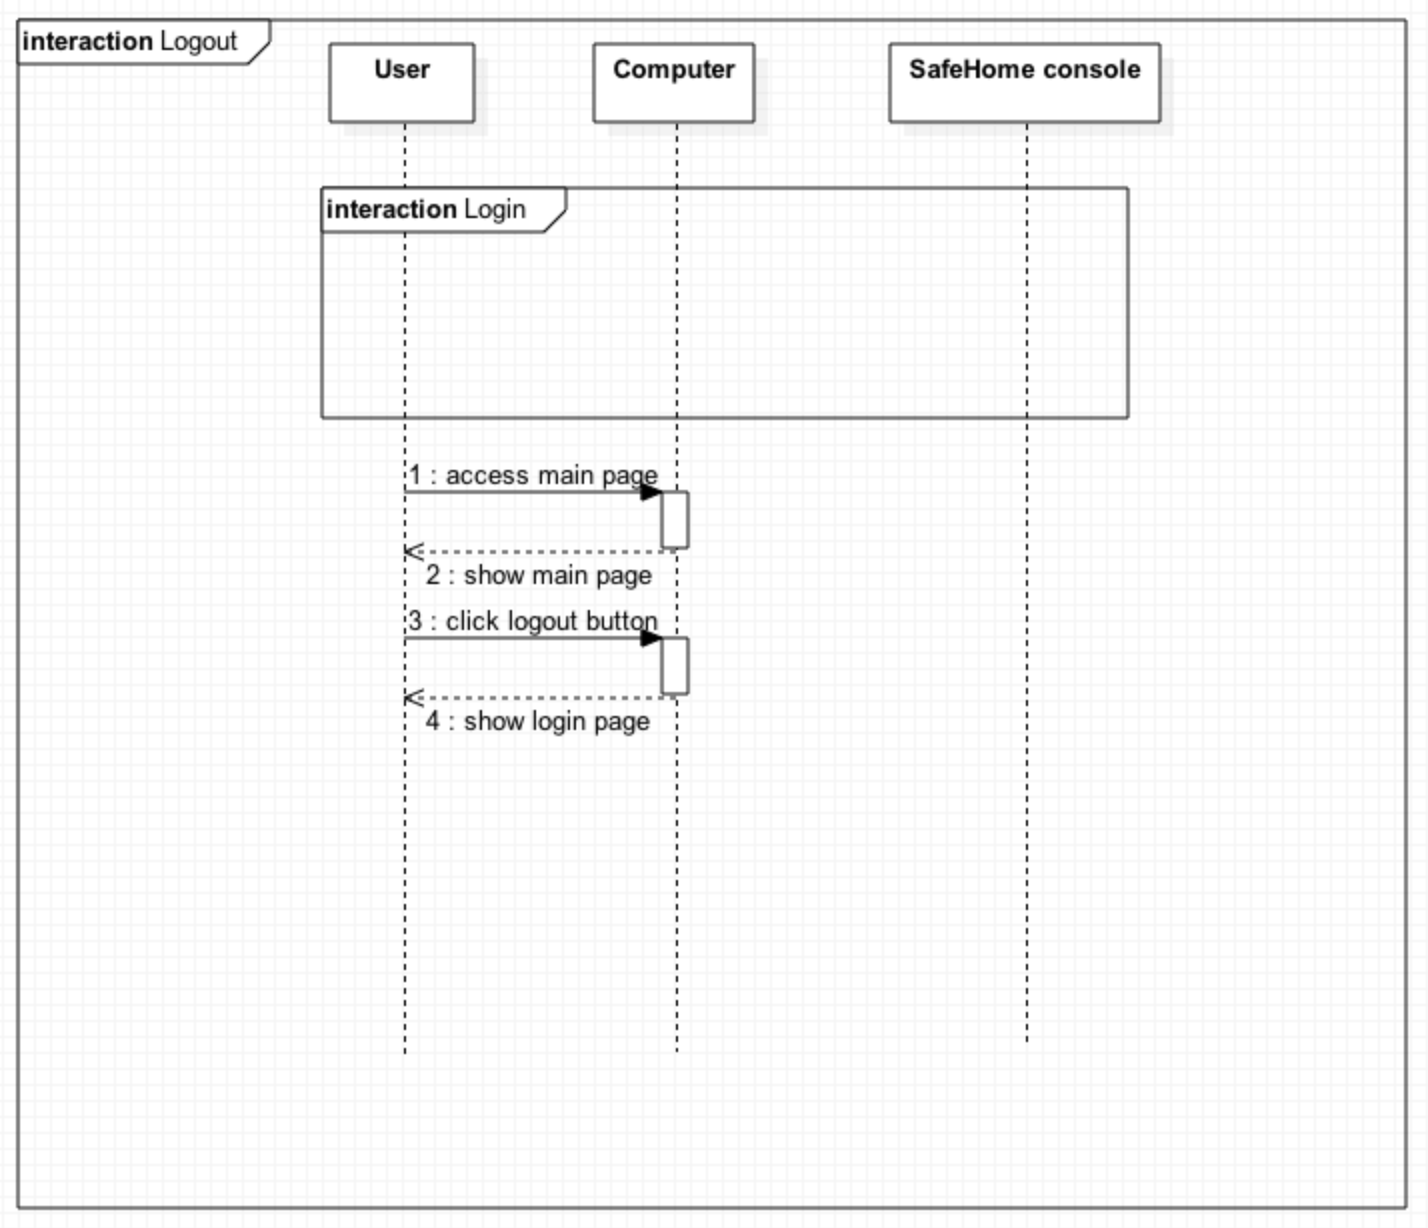 interaction Logout
User
Computer
SafeHome console
interaction Login
1 : access main page
2 : show main page
3 : click logout button
4 : show login page